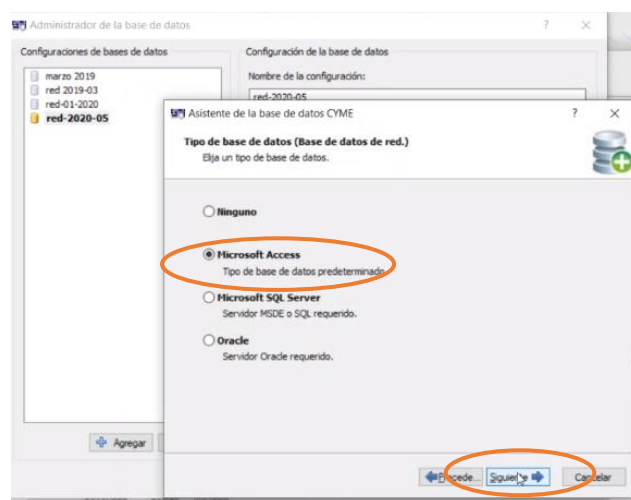 Administrador de la base de datos
Configuraciones de bases de datos
marzo 2019
red 2019-03
red-01-2020
red-2020-05
Agregar
Configuración de la base de datos
Nombre de la configuración:
red-2020-05
Asistente de la base de datos CYME
Tipo de base de datos (Base de datos de red.)
Elija un tipo de base de datos.
Ninguno
Microsoft Access
Tipo de base de datos predeterminado.
Microsoft SQL Server
Servidor MSDE o SQL requerido.
Oracle
Servidor Oracle requerido.
Precede... Siguiente Cancelar